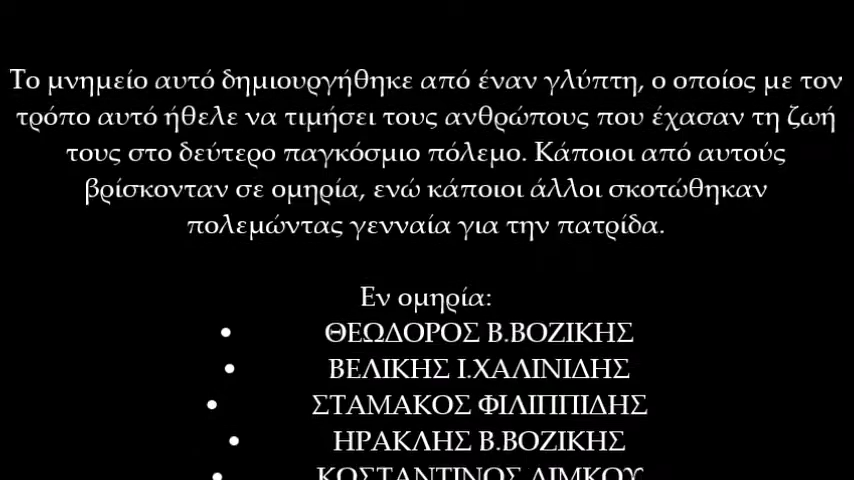 Το μνημείο αυτό δημιουργήθηκε από έναν γλύπτη, ο οποίος με τον
τρόπο αυτό ήθελε να τιμήσει τους ανθρώπους που έχασαν τη ζωή
τους στο δεύτερο παγκόσμιο πόλεμο. Κάποιοι από αυτούς
βρίσκονταν σε ομηρία, ενώ κάποιοι άλλοι σκοτώθηκαν
πολεμώντας γενναία για την πατρίδα.
Εν ομηρία:
• ΘΕΩΔΟΡΟΣ Β.ΒΟΖΙΚΗΣ
• ΒΕΛΙΚΗΣ Ι.ΧΑΛΙΝΙΔΗΣ
• ΣΤΑΜΑΚΟΣ ΦΙΛΙΠΠΙΔΗΣ
• ΗΡΑΚΛΗΣ Β.ΒΟΖΙΚΗΣ
• ΚΩΣΤΑΝΤΙΝΟΣ